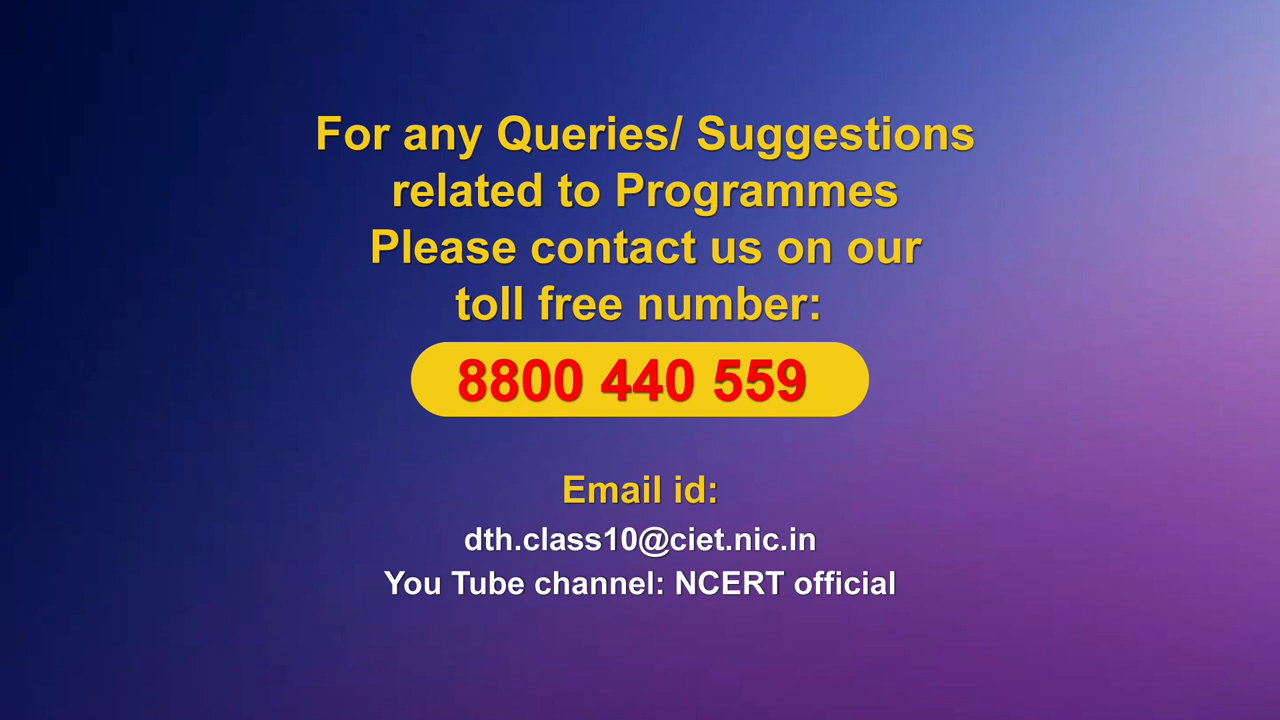 For any Queries/ Suggestions
related to Programmes
Please contact us on our
toll free number:
8800 440 559
Email id:
dth.class10@ciet.nic.in
You Tube channel: NCERT official